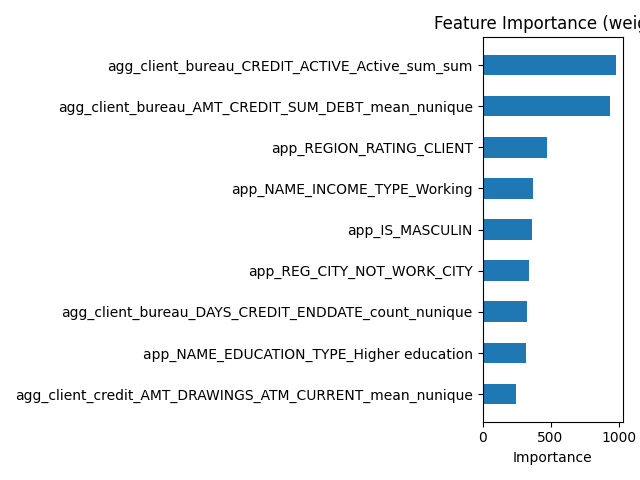 Feature Importance (weig
agg_client_bureau_CREDIT_ACTIVE_Active_sum_sum
agg_client_bureau_AMT_CREDIT_SUM_DEBT_mean_nunique
app_REGION_RATING_CLIENT
app_NAME_INCOME_TYPE_Working
app_IS_MASCULIN
app_REG_CITY_NOT_WORK_CITY
agg_client_bureau_DAYS_CREDIT_ENDDATE_count_nunique
app_NAME_EDUCATION_TYPE_Higher education
agg_client_credit_AMT_DRAWINGS_ATM_CURRENT_mean_nunique
0 500 1000
Importance